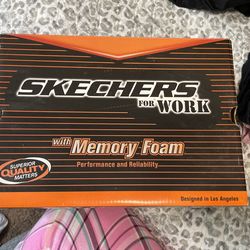 SKECHERS
FOR WORK
with Memory Foam
Performance and Reliability
SUPERIOR
QUALITY
MATTERS
Designed in Los Angeles